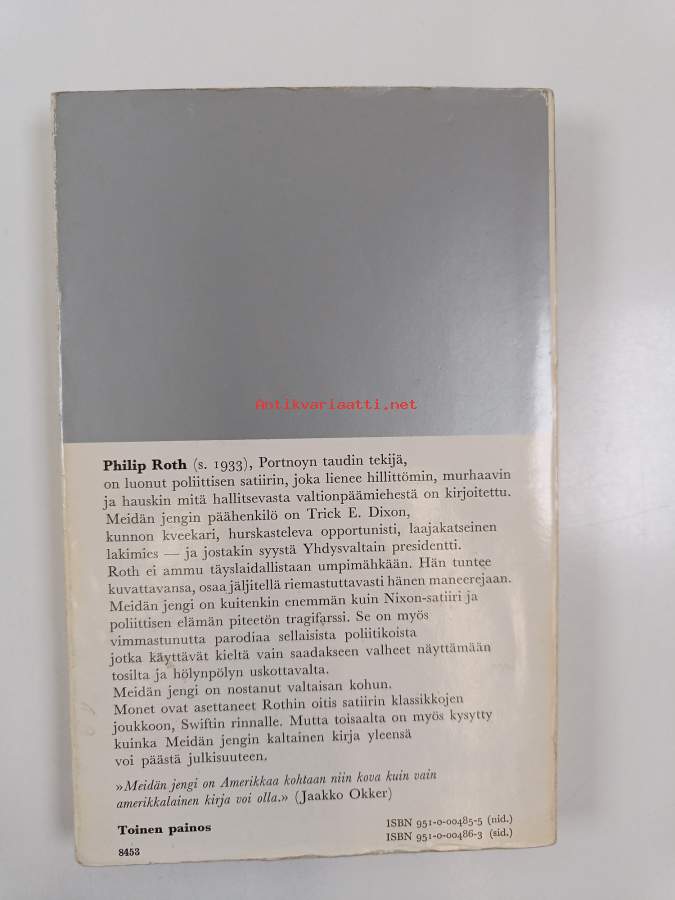 Antikvariaatti.net
Philip Roth (s. 1933), Portnoyn taudin tekijä,
on luonut poliittisen satiirin, joka lienee hillittömin, murhaavin
ja hauskin mitä hallitsevasta valtionpäämiehestä on kirjoitettu.
Meidän jengin päähenkilö on Trick E. Dixon,
kunnon kveekari, hurskasteleva opportunisti, laajakatseinen
lakimies — ja jostakin syystä Yhdysvaltain presidentti.
Roth ei ammu täyslaidallistaan umpimähkään. Hän tuntee
kuvattavansa, osaa jäljitellä riemastuttavasti hänen maneerejaan.
Meidän jengi on kuitenkin enemmän kuin Nixon-satiiri ja
poliittisen elämän piteetön tragifarssi. Se on myös
vimmastunutta parodiaa sellaisista poliitikoista
jotka käyttävät kieltä vain saadakseen valheet näyttämään
tosilta ja hölynpölyn uskottavalta.
Meidän jengi on nostanut valtaisan kohun.
Monet ovat asettaneet Rothin oitis satiirin klassikkojen
joukkoon, Swiftin rinnalle. Mutta toisaalta on myös kysytty
kuinka Meidän jengin kaltainen kirja yleensä
voi päästä julkisuuteen.
»Meidän jengi on Amerikkaa kohtaan niin kova kuin vain
amerikkalainen kirja voi olla.» (Jaakko Okker)
Toinen painos
ISBN 951-0-00485-5 (nid.)
ISBN 951-0-00486-3 (sid.)
8453